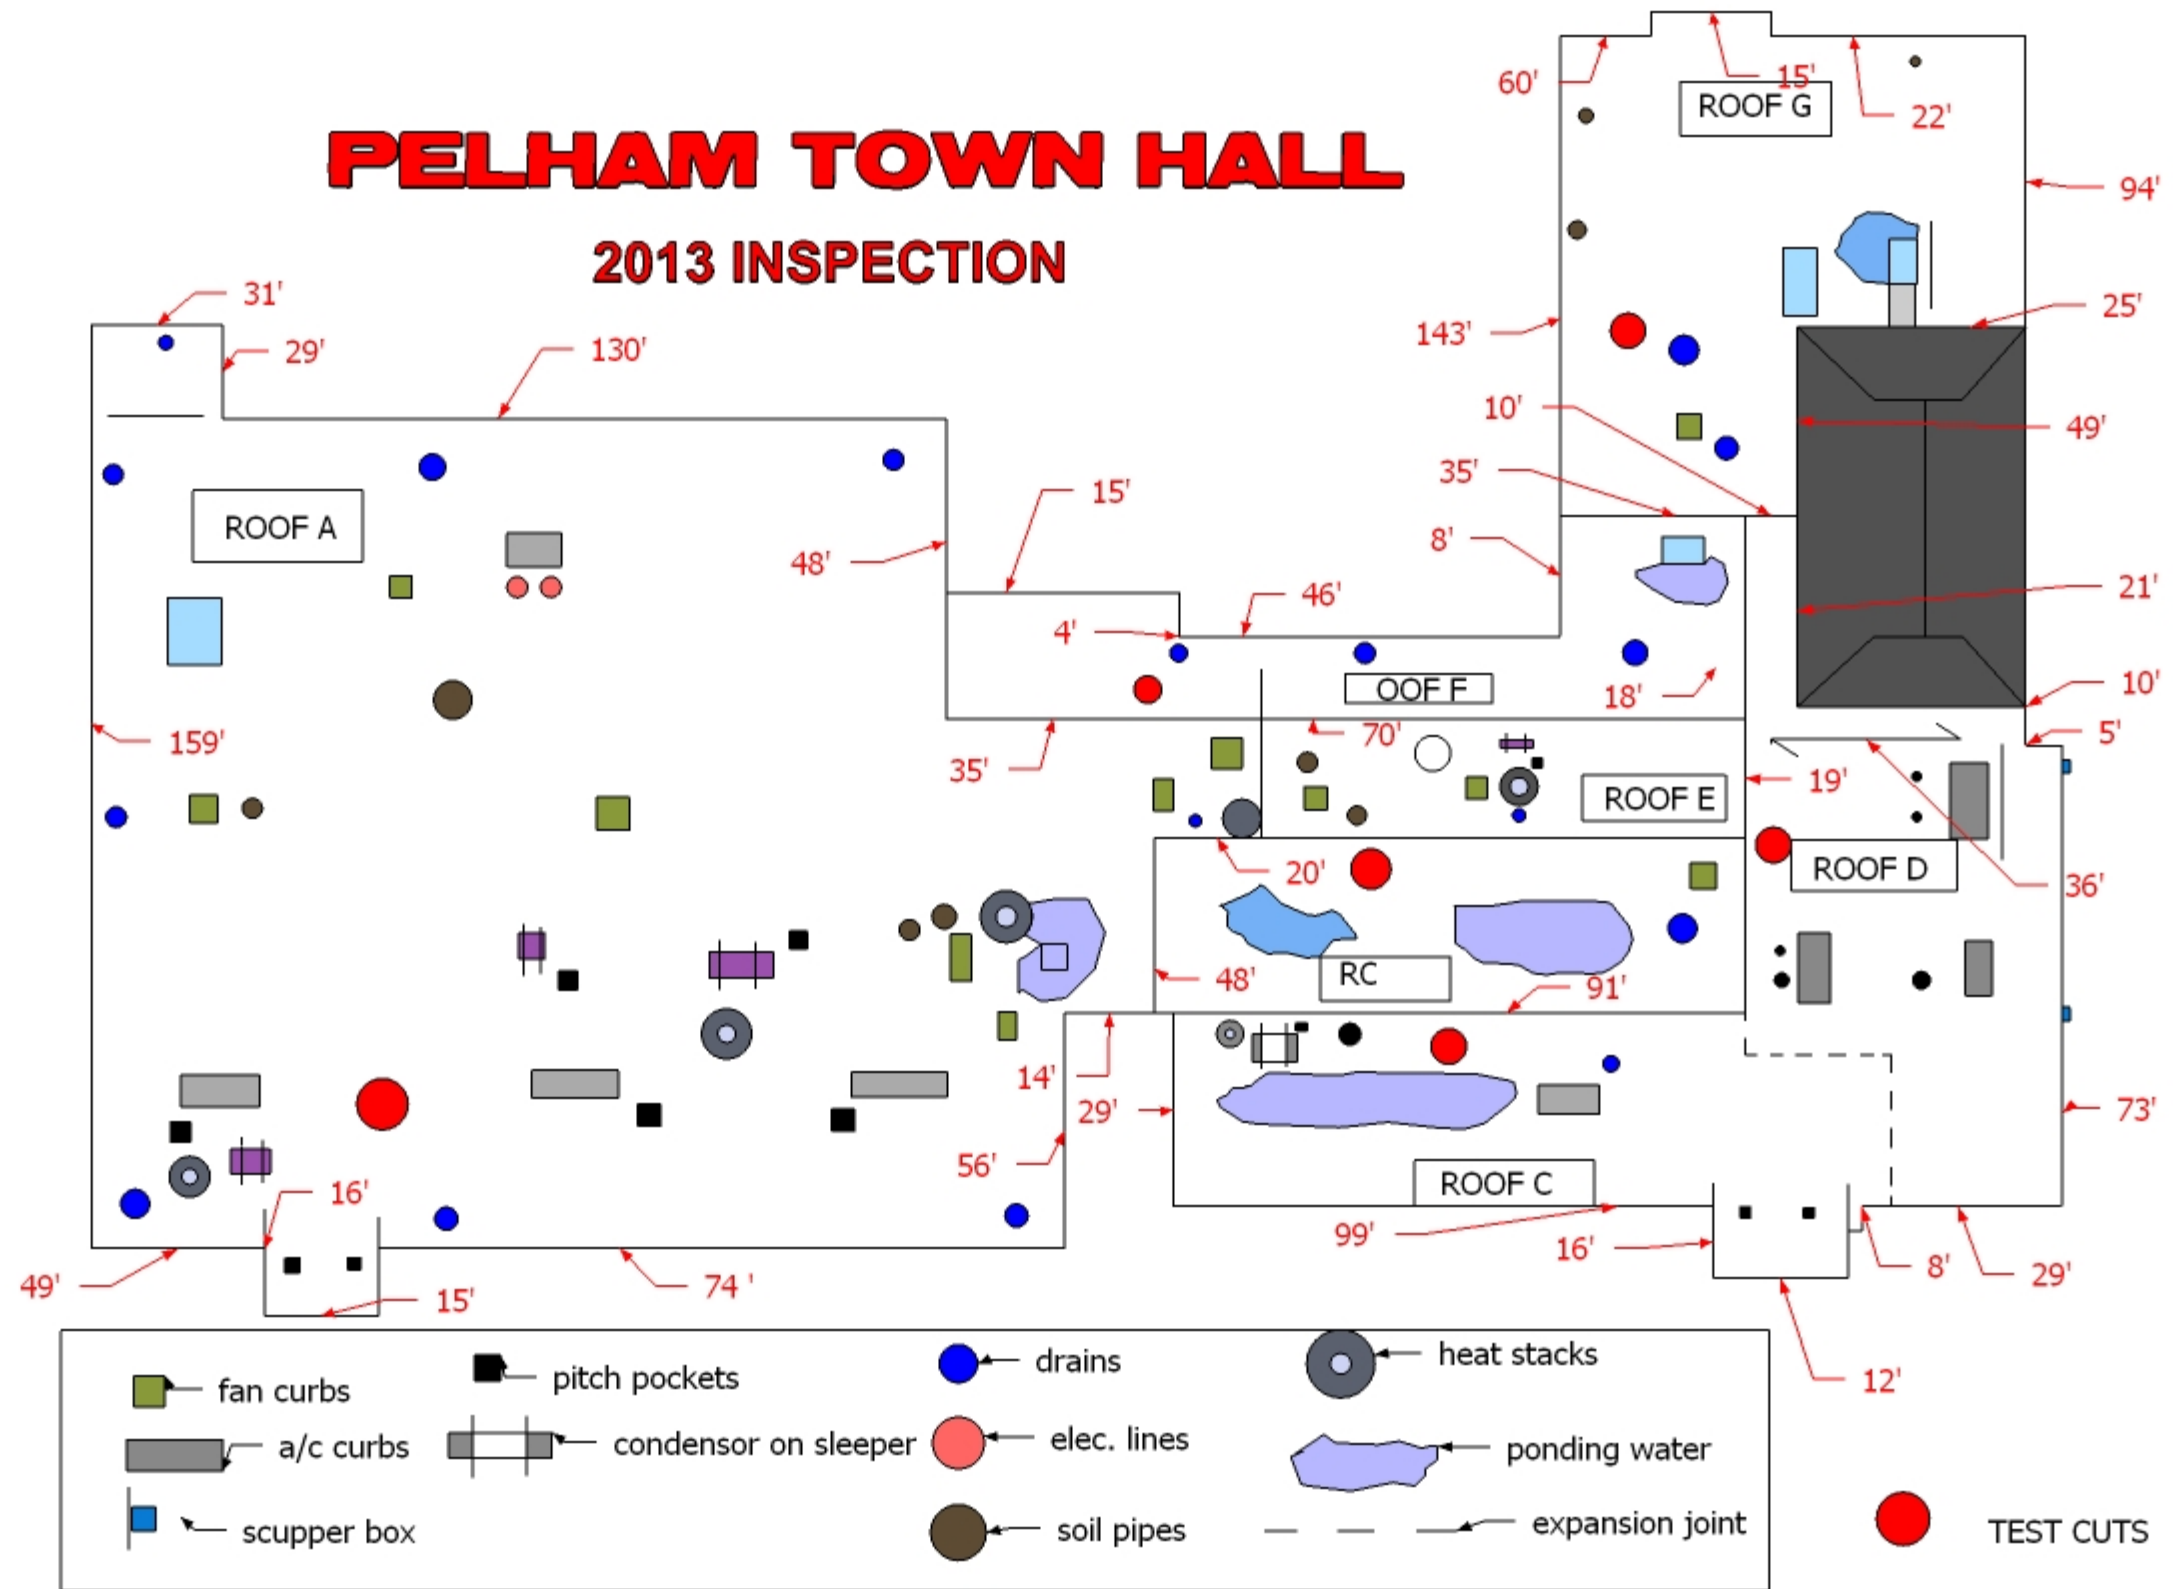 PELHAM TOWN HALL
2013 INSPECTION
60'
15'
ROOF G
22'
94'
31'
29'
130'
143'
25'
10'
49'
35'
15'
8'
48'
ROOF A
46'
21'
4'
OOF F
18'
10'
159'
35'
70'
5'
ROOF E
19'
20'
ROOF D
36'
RC
48'
91'
14'
29'
73'
56'
16'
ROOF C
99'
16'
8'
29'
49'
15'
74 '
12'
fan curbs
pitch pockets
drains
heat stacks
a/c curbs
condensor on sleeper
elec. lines
ponding water
scupper box
soil pipes
expansion joint
TEST CUTS